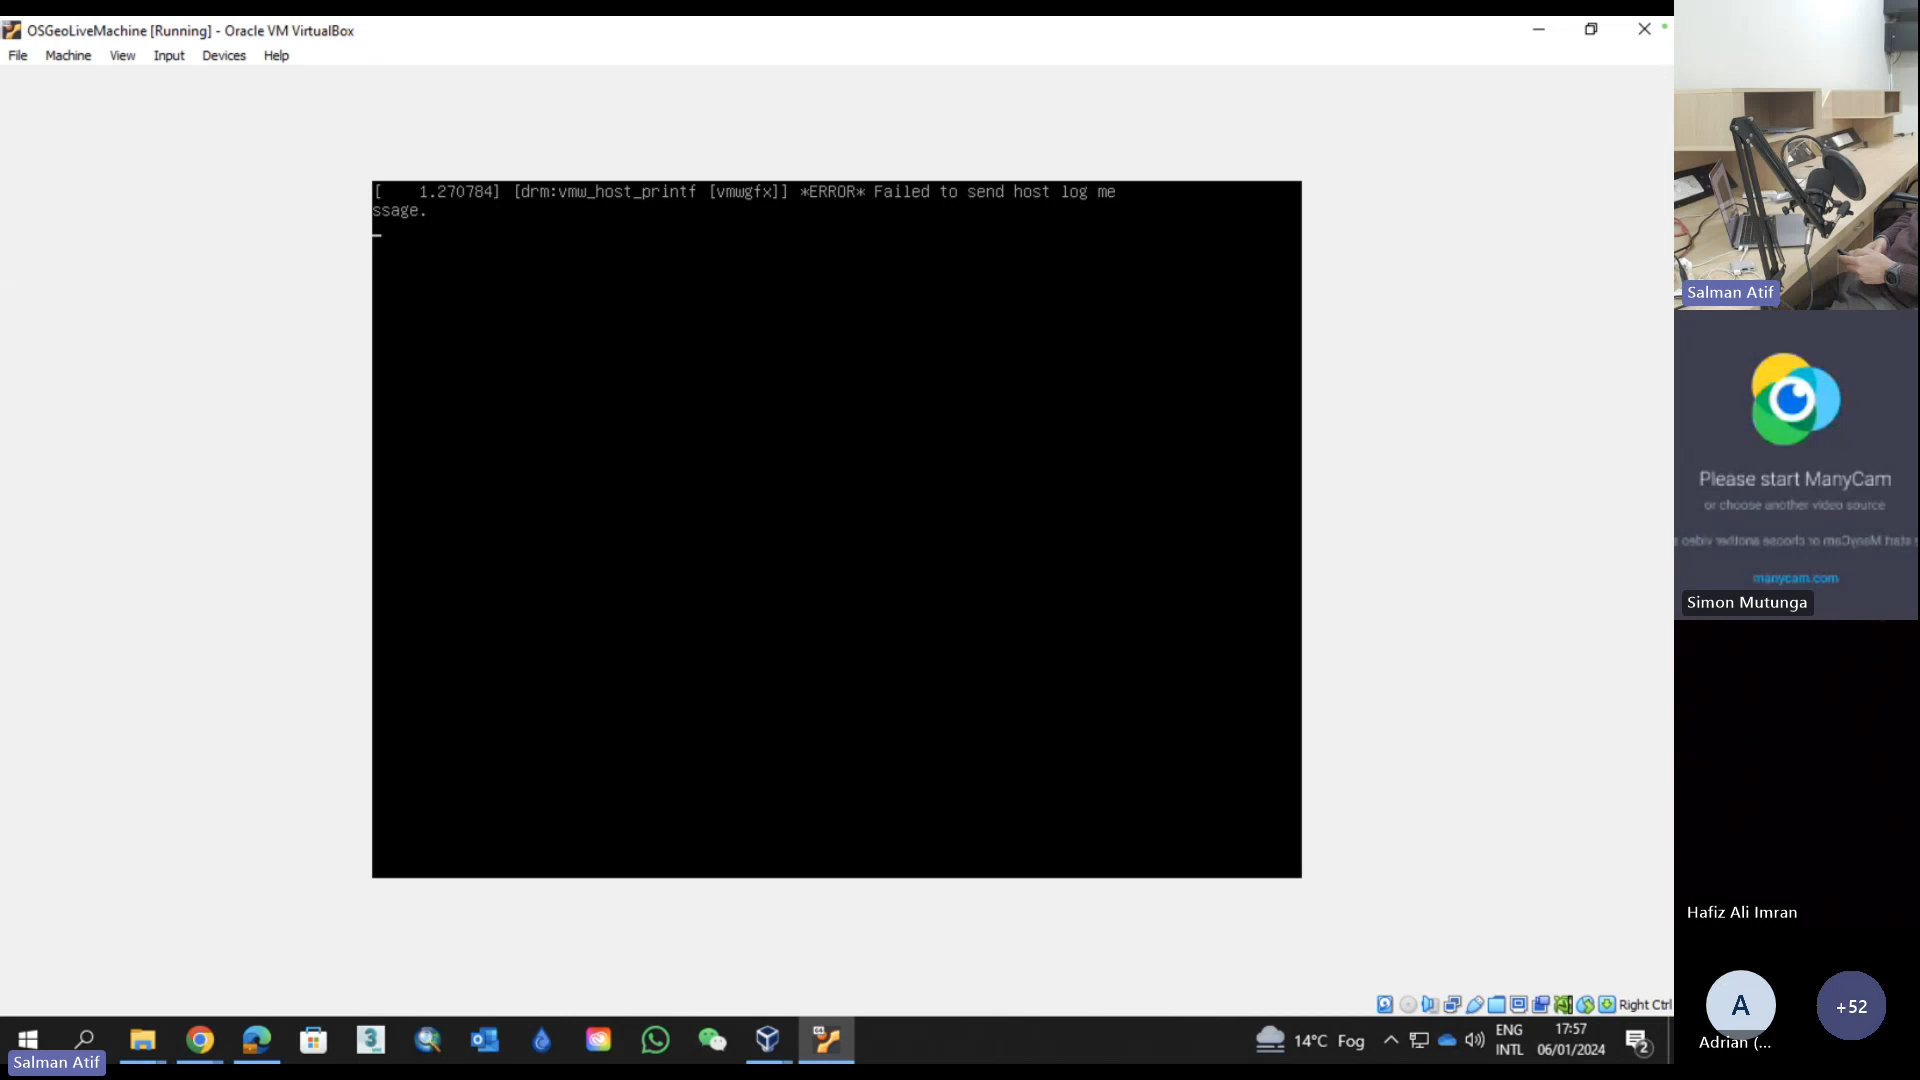 OSGeoLiveMachine [Running] - Oracle VM VirtualBox
File Machine View Input Devices Help
[    1.270784] [drm:vmw_host_printf [vmwgfx]] *ERROR* Failed to send host log me
ssage.
Right Ctrl
14°C Fog
ENG
INTL
17:57
06/01/2024
2
Salman Atif
Salman Atif
Please start ManyCam
or choose another video source
manycam.com
Simon Mutunga
Hafiz Ali Imran
A
Adrian (...
+52